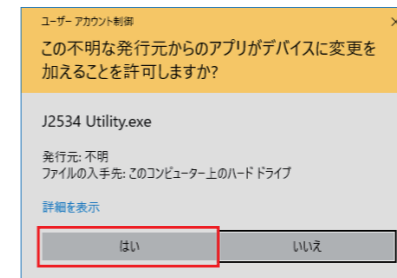 ユーザー アカウント制御
この不明な発行元からのアプリがデバイスに変更を
加えることを許可しますか?
J2534 Utility.exe
発行元: 不明
ファイルの入手先: このコンピューター上のハード ドライブ
詳細を表示
はい
いいえ